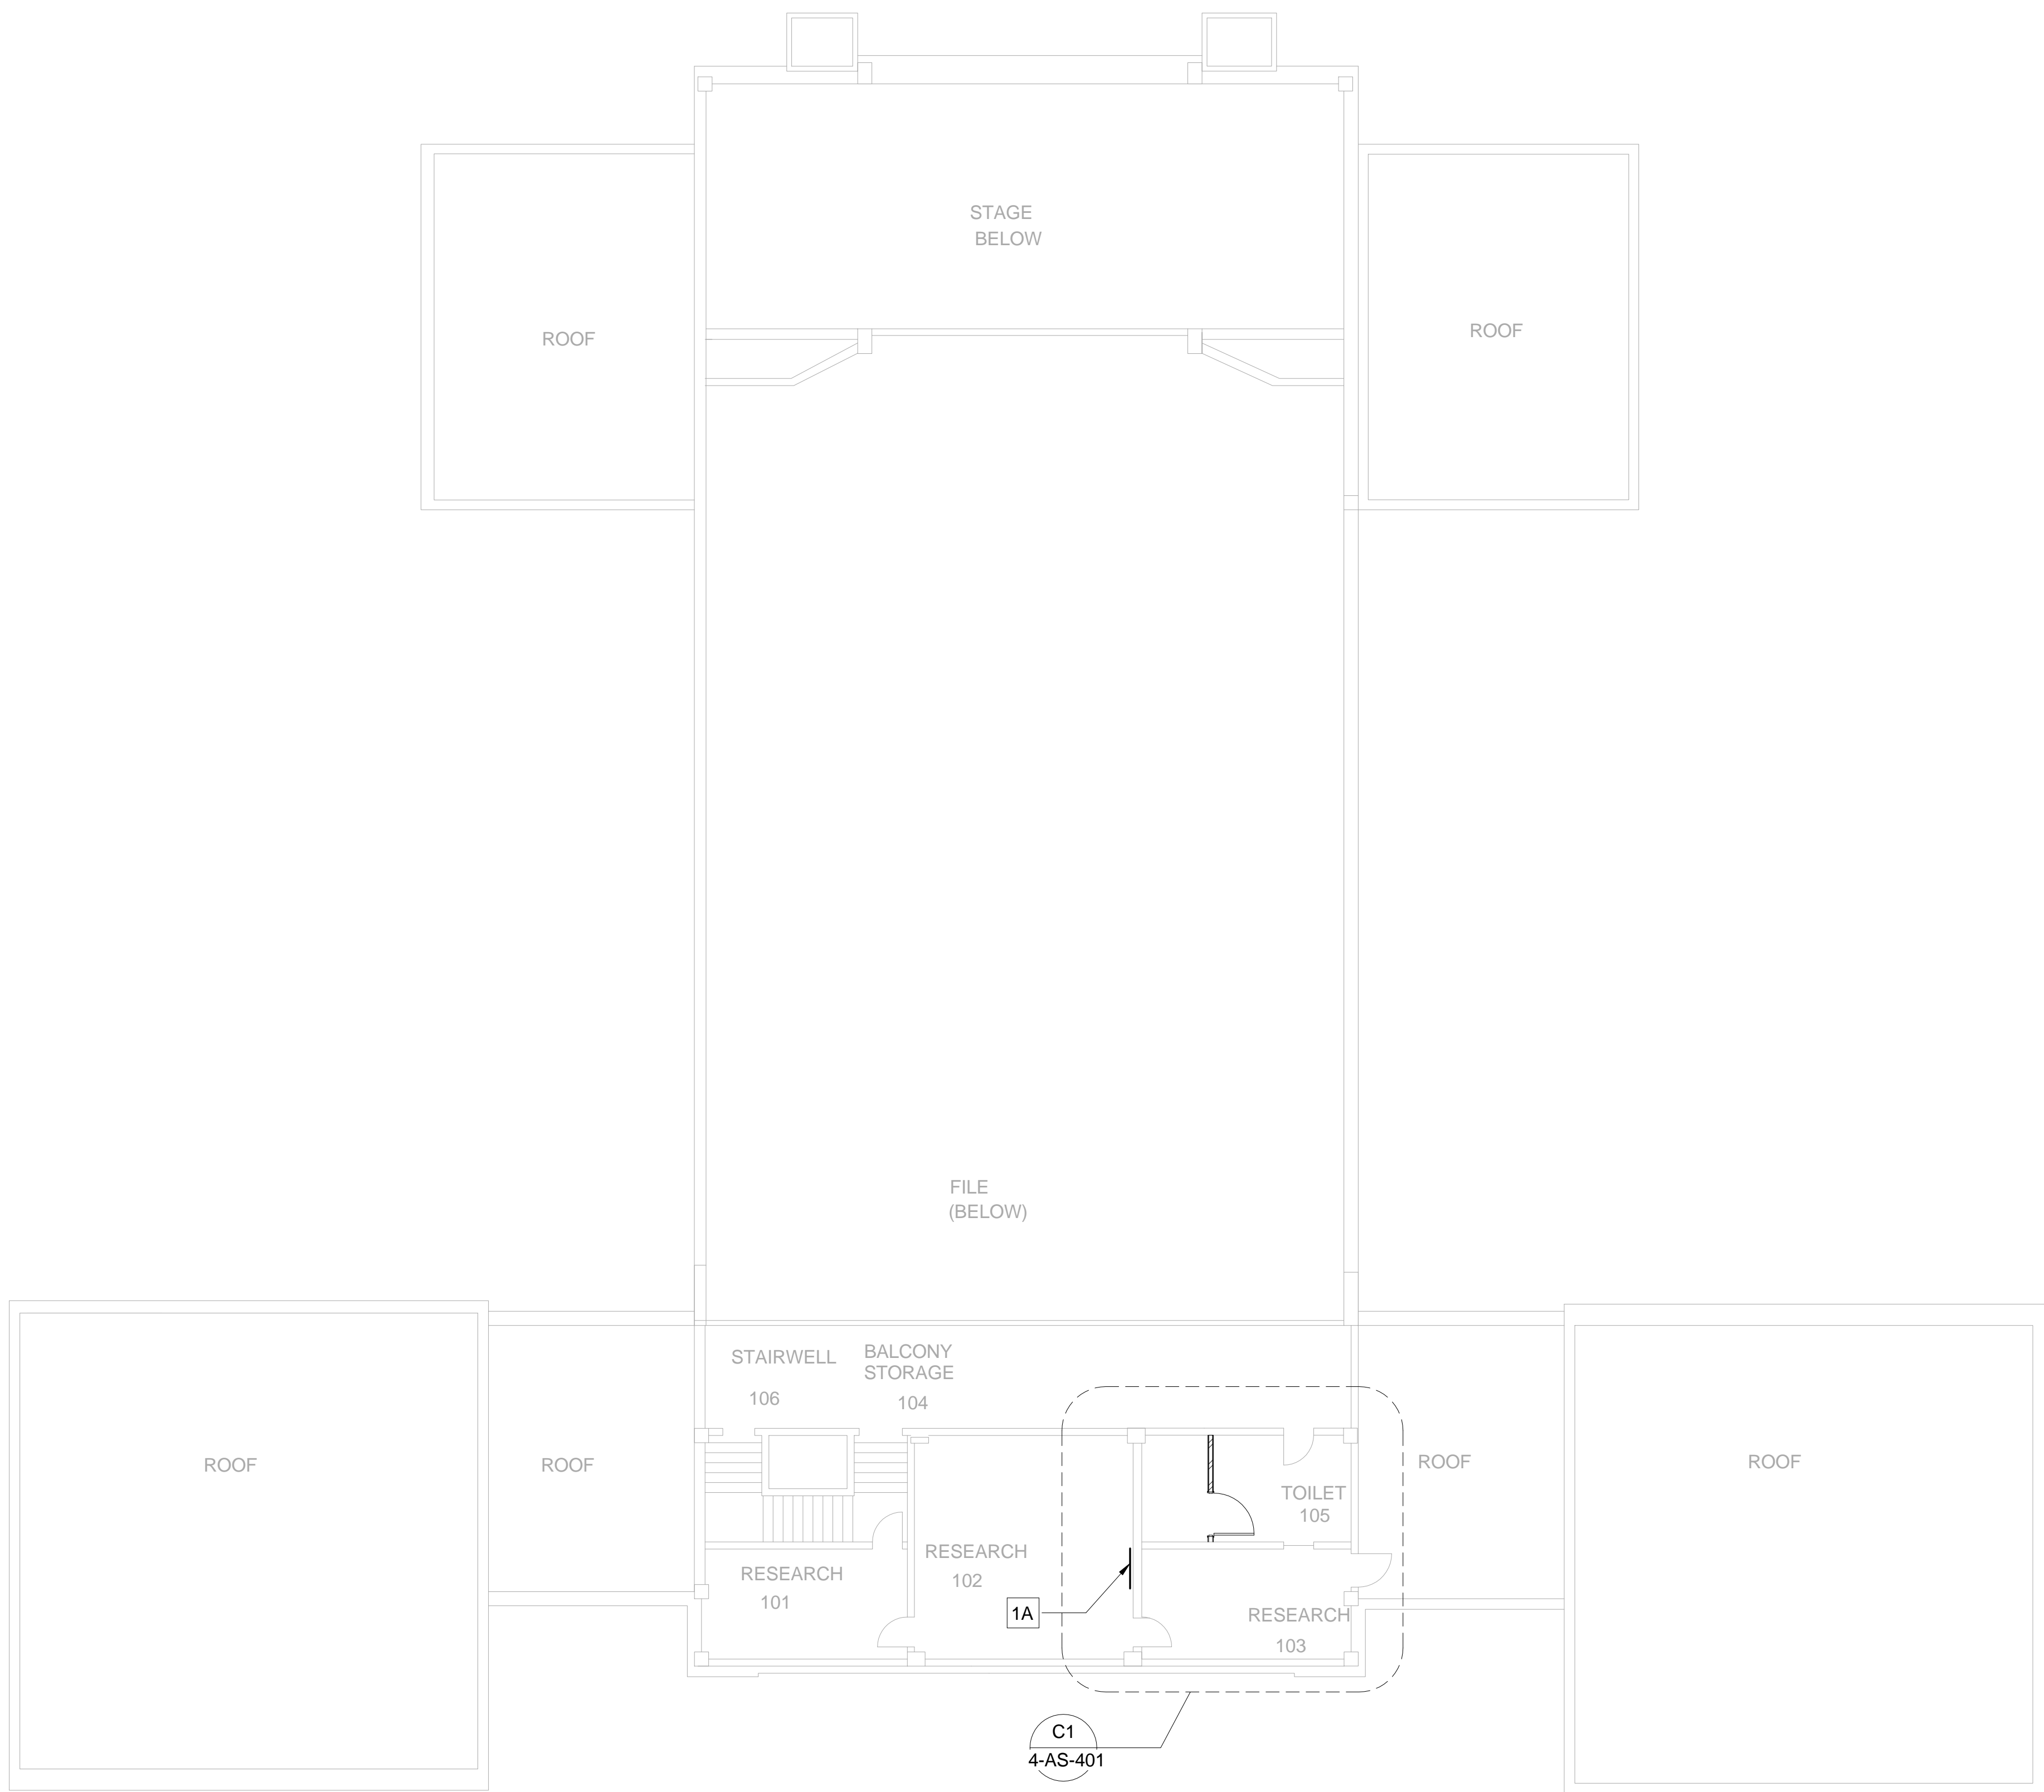 STAGE
BELOW
ROOF
ROOF
FILE
(BELOW)
STAIRWELL
106
BALCONY
STORAGE
104
ROOF
ROOF
ROOF
ROOF
TOILET
105
RESEARCH
101
RESEARCH
102
1A
RESEARCH
103
C1
4-AS-401